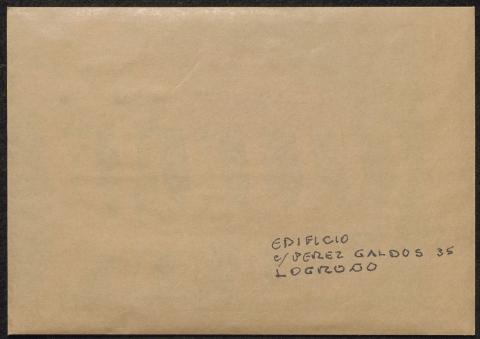 EDIFICIO
c/ PEREZ GALDOS 35
LOGROÑO